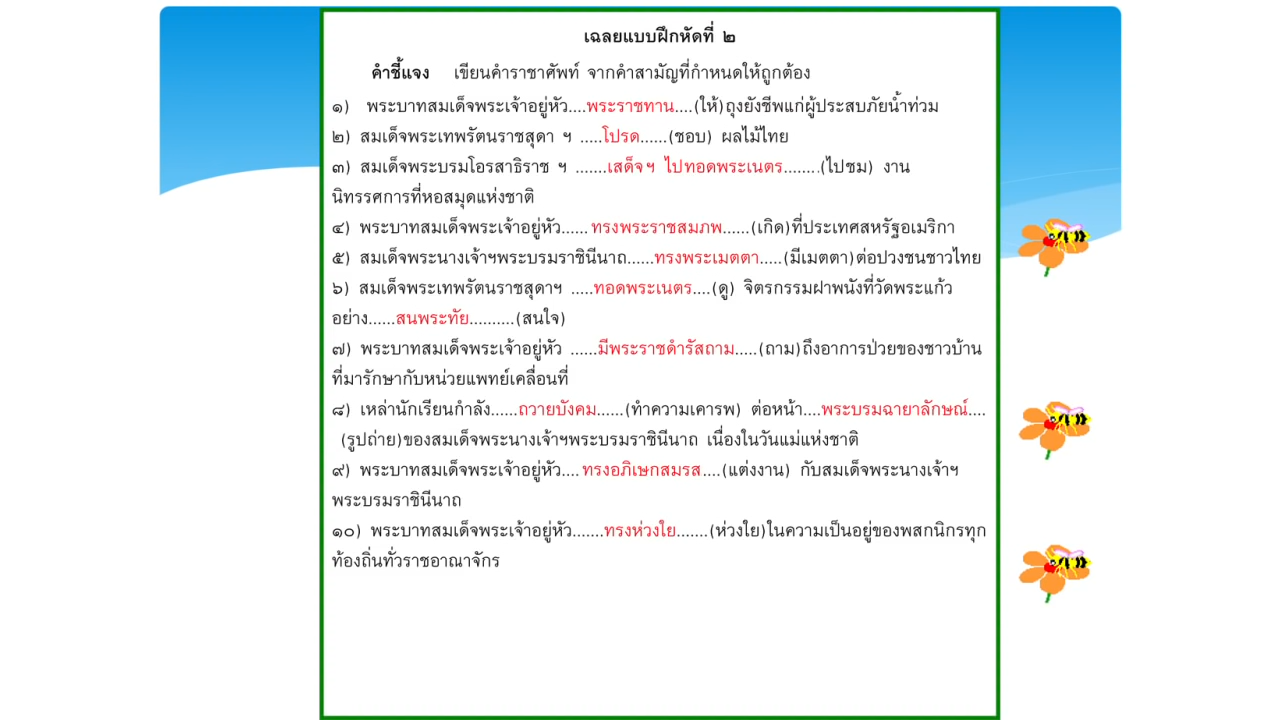 เฉลยแบบฝึกหัดที่ ๒
คำชี้แจง เขียนคำราชาศัพท์ จากคำสามัญที่กำหนดให้ถูกต้อง
๑) พระบาทสมเด็จพระเจ้าอยู่หัว....พระราชทาน....(ให้)ถุงยังชีพแก่ผู้ประสบภัยน้ำท่วม
๒) สมเด็จพระเทพรัตนราชสุดา ฯ .....โปรด......(ชอบ) ผลไม้ไทย
๓) สมเด็จพระบรมโอรสาธิราช ฯ .......เสด็จฯ ไปทอดพระเนตร........(ไปชม) งาน
นิทรรศการที่หอสมุดแห่งชาติ
๔) พระบาทสมเด็จพระเจ้าอยู่หัว......ทรงพระราชสมภพ......(เกิด)ที่ประเทศสหรัฐอเมริกา
๕) สมเด็จพระนางเจ้าฯพระบรมราชินีนาถ......ทรงพระเมตตา.....(มีเมตตา)ต่อปวงชนชาวไทย
๖) สมเด็จพระเทพรัตนราชสุดาฯ .....ทอดพระเนตร....(ดู) จิตรกรรมฝาพนังที่วัดพระแก้ว
อย่าง......สนพระทัย..........(สนใจ)
๗) พระบาทสมเด็จพระเจ้าอยู่หัว ......มีพระราชดำรัสถาม.....(ถาม)ถึงอาการป่วยของชาวบ้าน
ที่มารักษากับหน่วยแพทย์เคลื่อนที่
๘) เหล่านักเรียนกำลัง......ถวายบังคม......(ทำความเคารพ) ต่อหน้า....พระบรมฉายาลักษณ์....
(รูปถ่าย)ของสมเด็จพระนางเจ้าฯพระบรมราชินีนาถ เนื่องในวันแม่แห่งชาติ
๙) พระบาทสมเด็จพระเจ้าอยู่หัว....ทรงอภิเษกสมรส....(แต่งงาน) กับสมเด็จพระนางเจ้าฯ
พระบรมราชินีนาถ
๑๐) พระบาทสมเด็จพระเจ้าอยู่หัว.......ทรงห่วงใย.......(ห่วงใย)ในความเป็นอยู่ของพสกนิกรทุก
ท้องถิ่นทั่วราชอาณาจักร